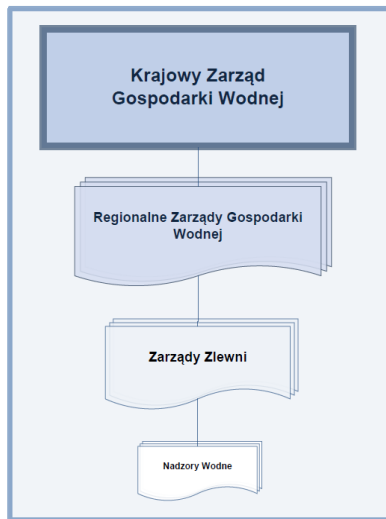 Krajowy Zarząd
Gospodarki Wodnej
Regionalne Zarządy Gospodarki
Wodnej
Zarządy Zlewni
Nadzory Wodne